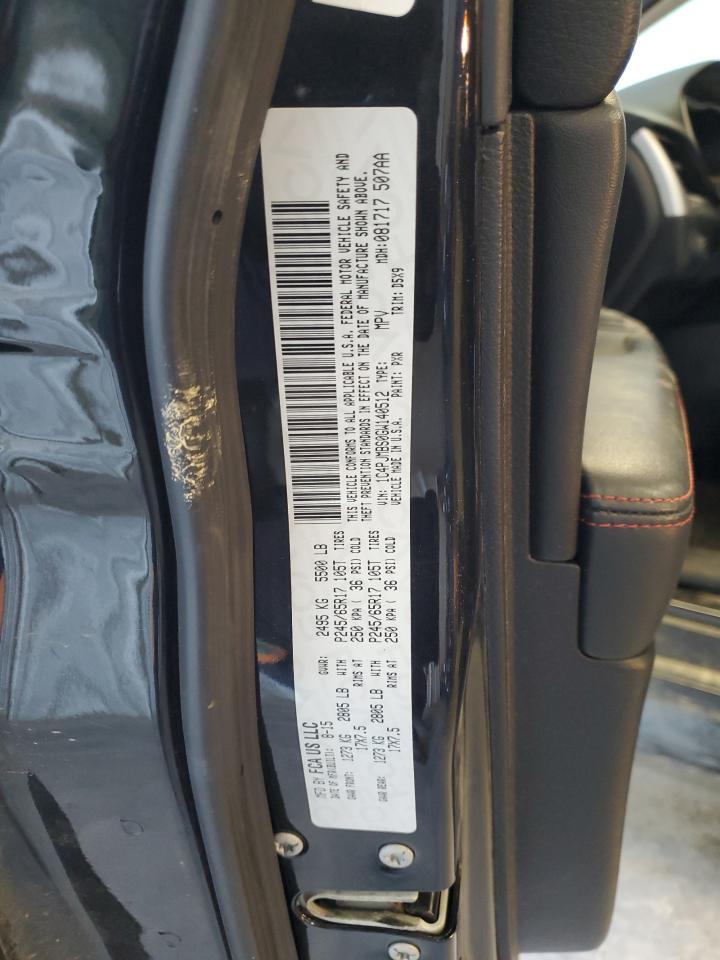 MFD BY FCA US LLC
DATE OF MFR(BUILT): 8-15 GVWR: 2495 KG 5500 LB
GAWR FRONT: 1273 KG 2805 LB WITH P245/65R17 105T TIRES
17X7.5 RIMS AT 250 KPA ( 36 PSI) COLD
GAWR REAR: 1273 KG 2805 LB WITH P245/65R17 105T TIRES
17X7.5 RIMS AT 250 KPA ( 36 PSI) COLD
THIS VEHICLE CONFORMS TO ALL APPLICABLE U.S.A. FEDERAL MOTOR VEHICLE SAFETY AND
THEFT PREVENTION STANDARDS IN EFFECT ON THE DATE OF MANUFACTURE SHOWN ABOVE.
VIN: 1C4PJMBS0GW140512 TYPE: MPV MDH:081717 507AA
VEHICLE MADE IN U.S.A. PAINT: PXR TRIM: D5X9